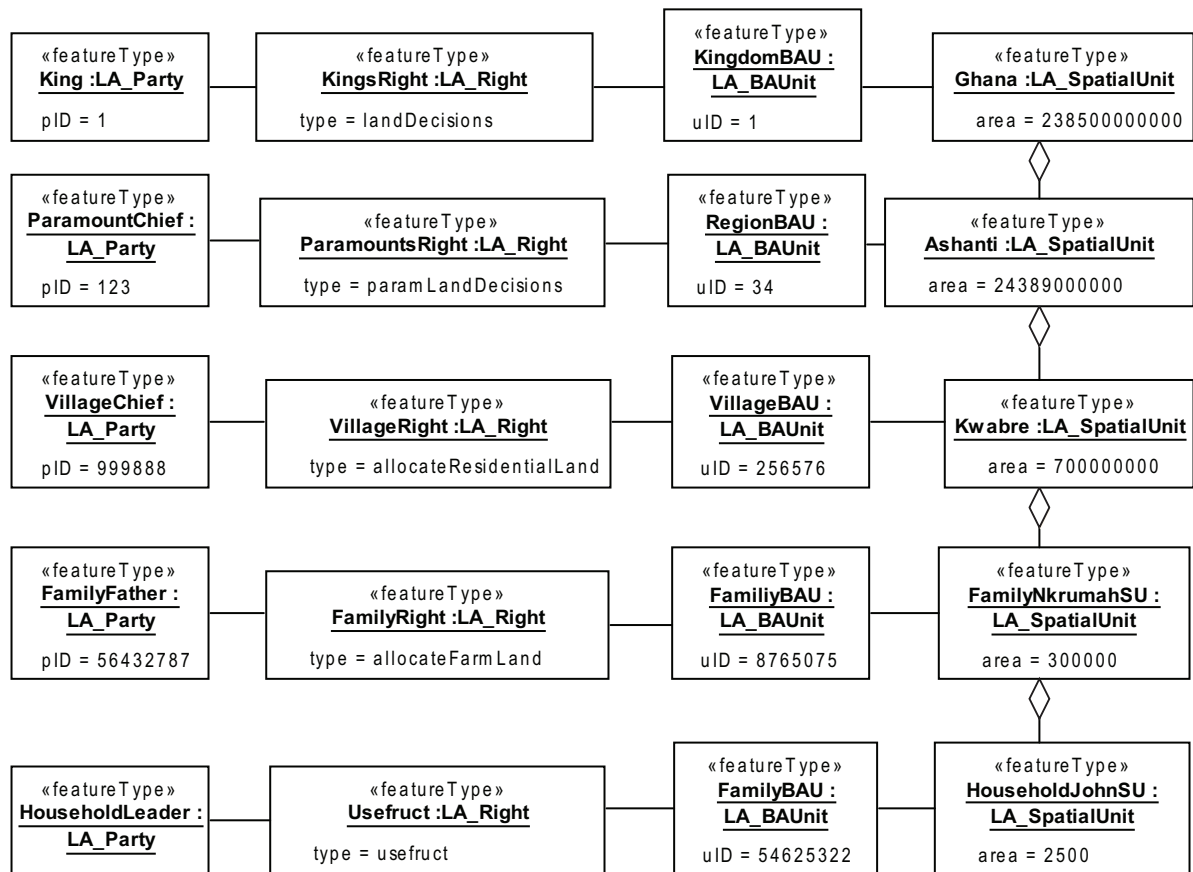 «featureType»
King :LA_Party
pID = 1
«featureType»
KingsRight :LA_Right
type = landDecisions
«featureType»
KingdomBAU :
LA_BAUnit
uID = 1
«featureType»
Ghana :LA_SpatialUnit
area = 238500000000
«featureType»
ParamountChief :
LA_Party
pID = 123
«featureType»
ParamountsRight :LA_Right
type = paramLandDecisions
«featureType»
RegionBAU :
LA_BAUnit
uID = 34
«featureType»
Ashanti :LA_SpatialUnit
area = 24389000000
«featureType»
VillageChief :
LA_Party
pID = 999888
«featureType»
VillageRight :LA_Right
type = allocateResidentialLand
«featureType»
VillageBAU :
LA_BAUnit
uID = 256576
«featureType»
Kwabre :LA_SpatialUnit
area = 700000000
«featureType»
FamilyFather :
LA_Party
pID = 56432787
«featureType»
FamilyRight :LA_Right
type = allocateFarmLand
«featureType»
FamiliyBAU :
LA_BAUnit
uID = 8765075
«featureType»
FamilyNkrumahSU :
LA_SpatialUnit
area = 300000
«featureType»
HouseholdLeader :
LA_Party
«featureType»
Usefruct :LA_Right
type = usefruct
«featureType»
FamilyBAU :
LA_BAUnit
uID = 54625322
«featureType»
HouseholdJohnSU :
LA_SpatialUnit
area = 2500